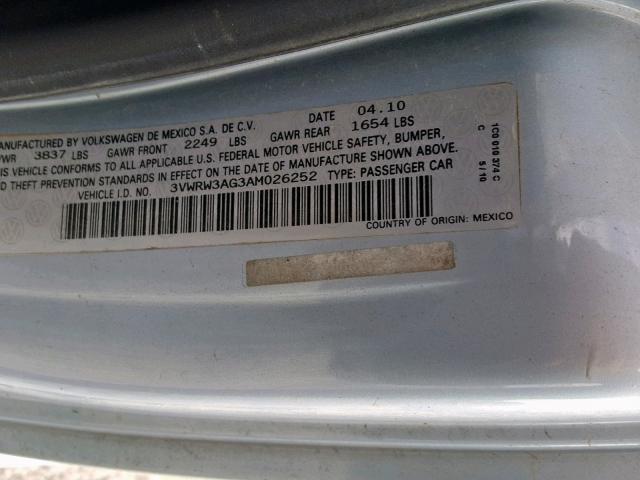 MANUFACTURED BY VOLKSWAGEN DE MEXICO S.A. DE C.V. DATE 04.10
VWR 3837 LBS GAWR FRONT 2249 LBS GAWR REAR 1654 LBS
IS VEHICLE CONFORMS TO ALL APPLICABLE U.S. FEDERAL MOTOR VEHICLE SAFETY, BUMPER,
D THEFT PREVENTION STANDARDS IN EFFECT ON THE DATE OF MANUFACTURE SHOWN ABOVE.
VEHICLE I.D. NO. 3VWRW3AG3AM026252 TYPE: PASSENGER CAR
COUNTRY OF ORIGIN: MEXICO
1C0 010 374 C
C 5/10